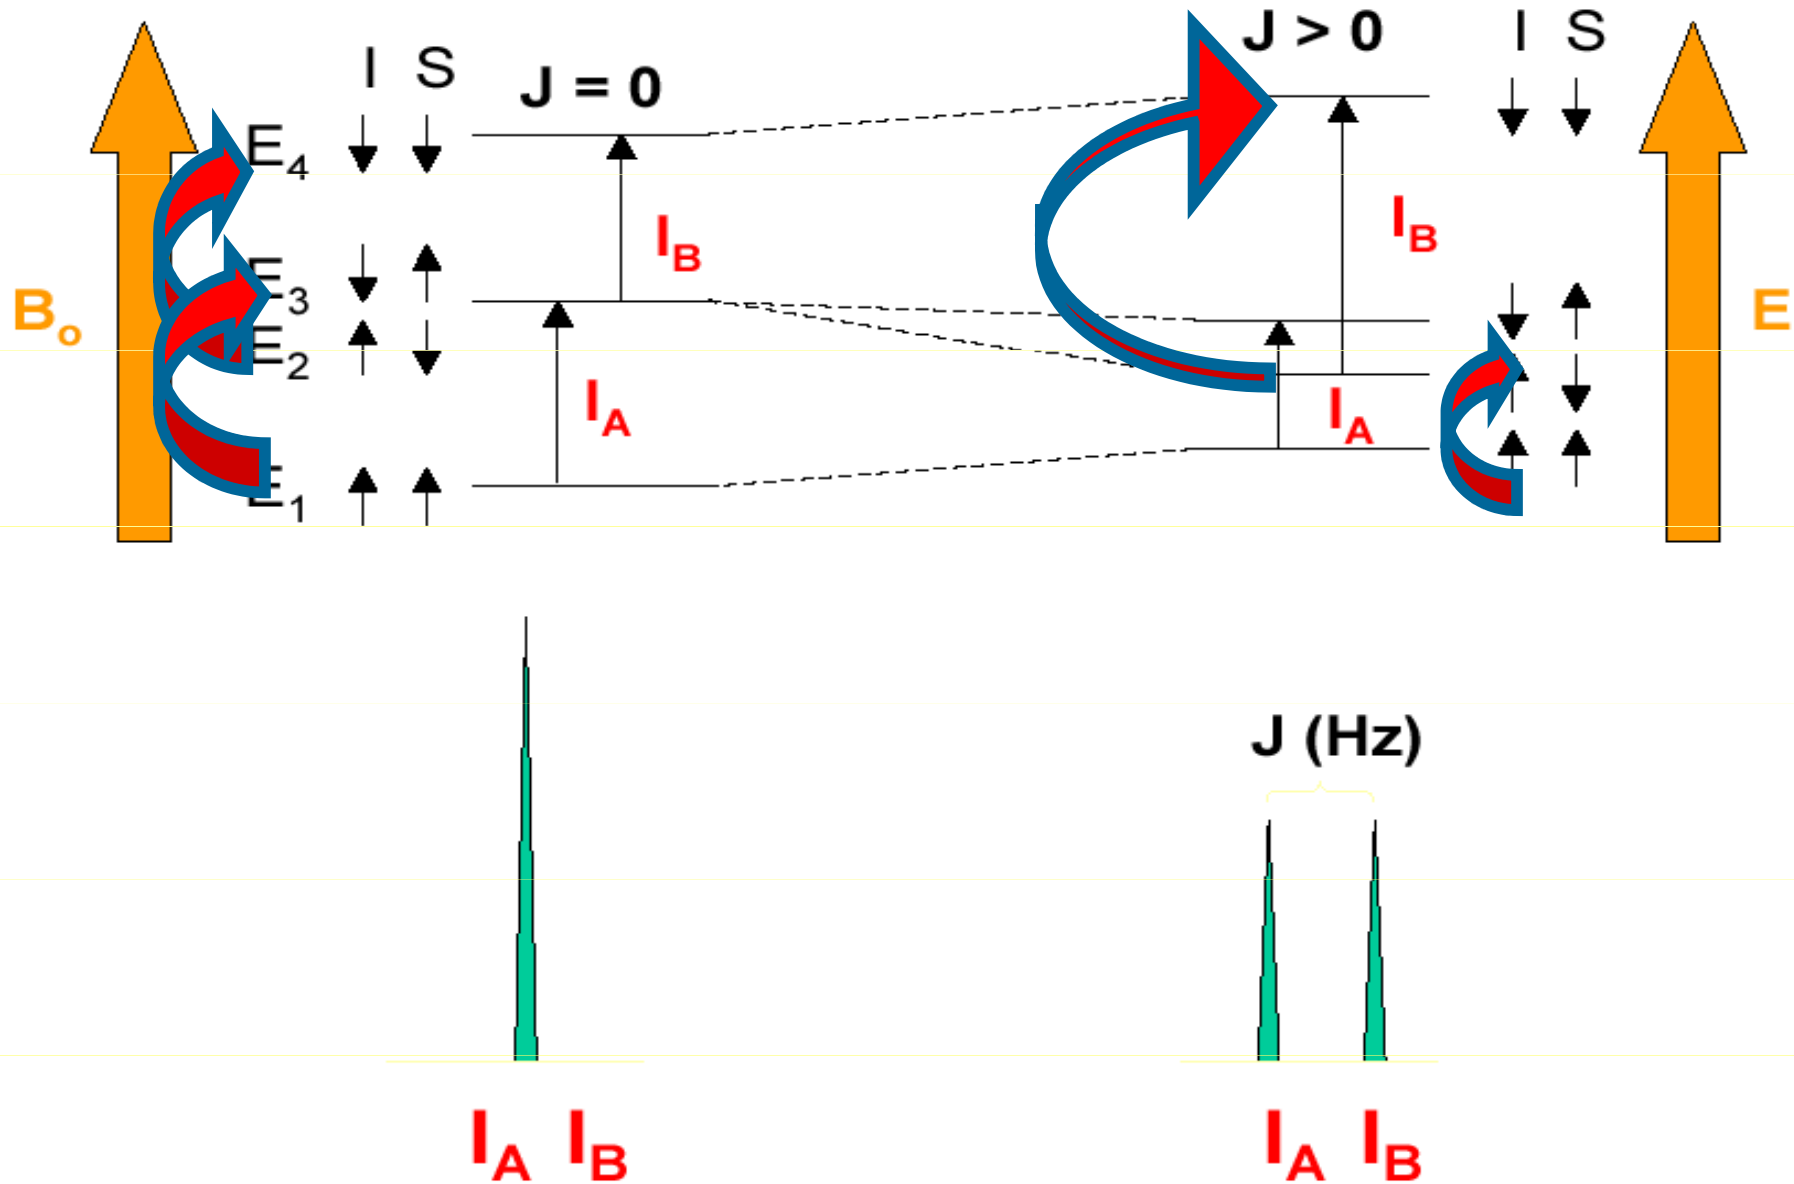 I S
J = 0
J > 0
I S
E4
IB
IB
E3
Bo
E
E2
IA
IA
E1
J (Hz)
IA IB
IA IB